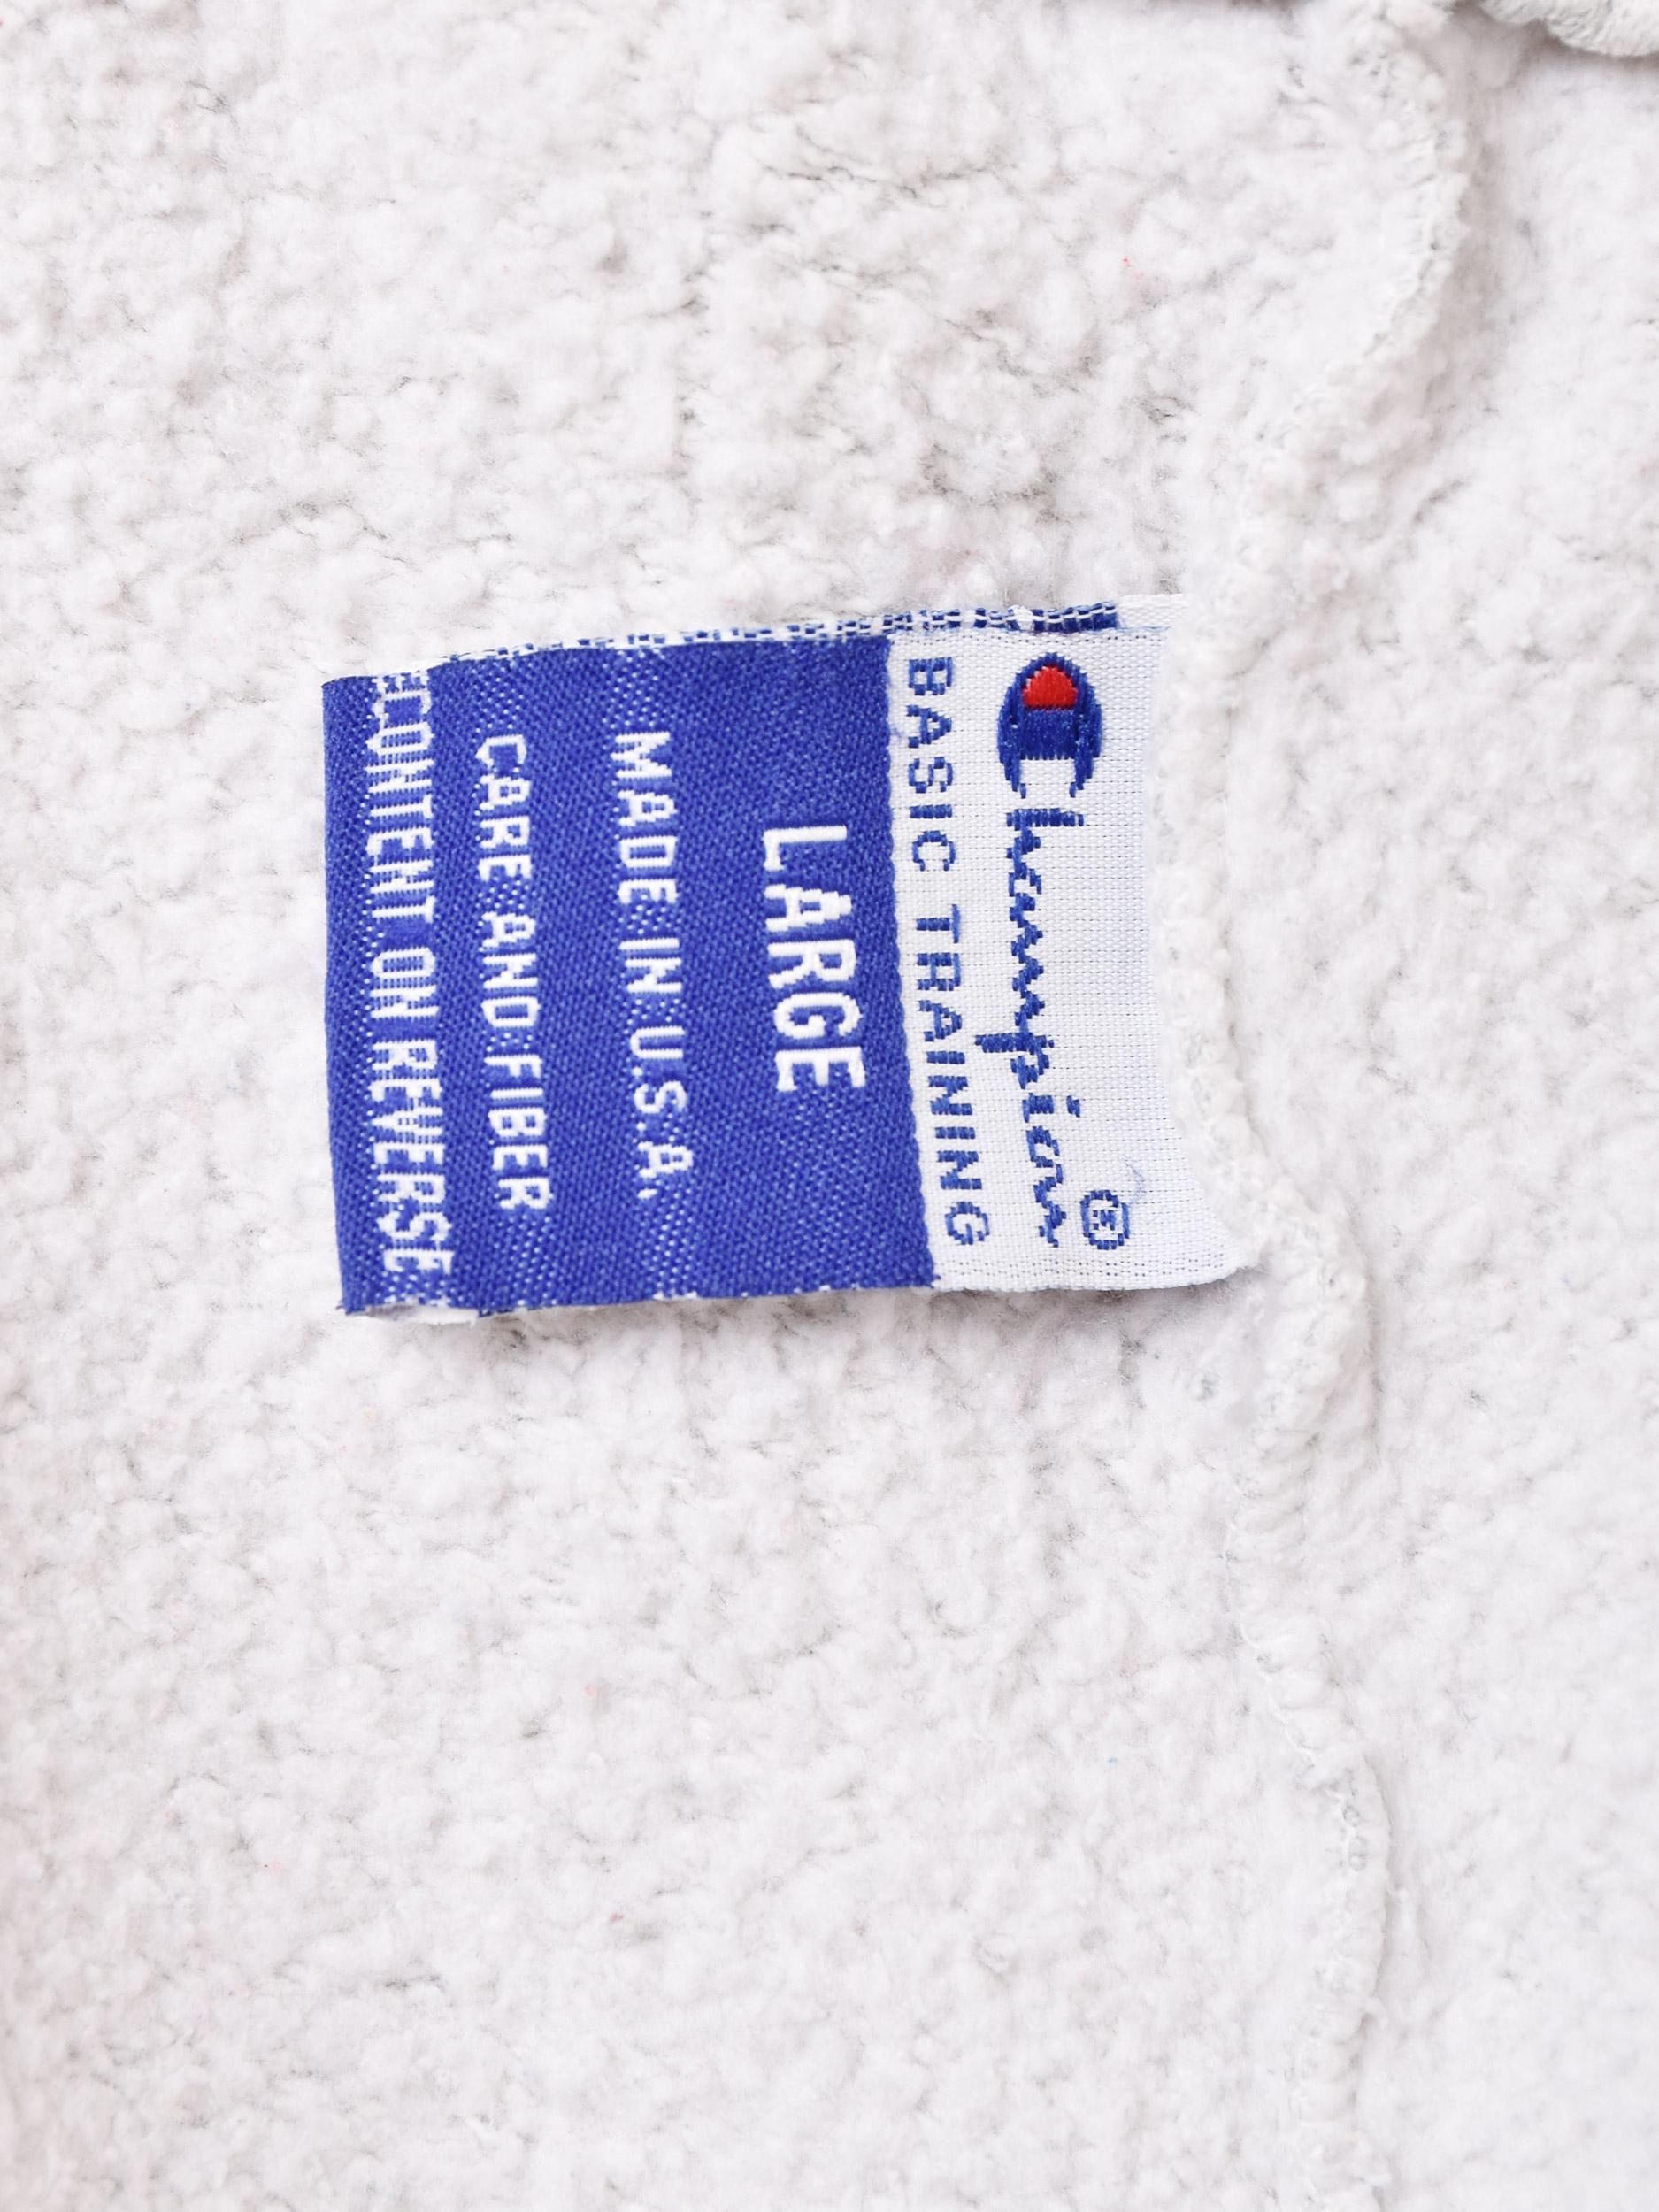 Champion®
BASIC TRAINING
LARGE
MADE IN U.S.A.
CARE AND FIBER
CONTENT ON REVERSE